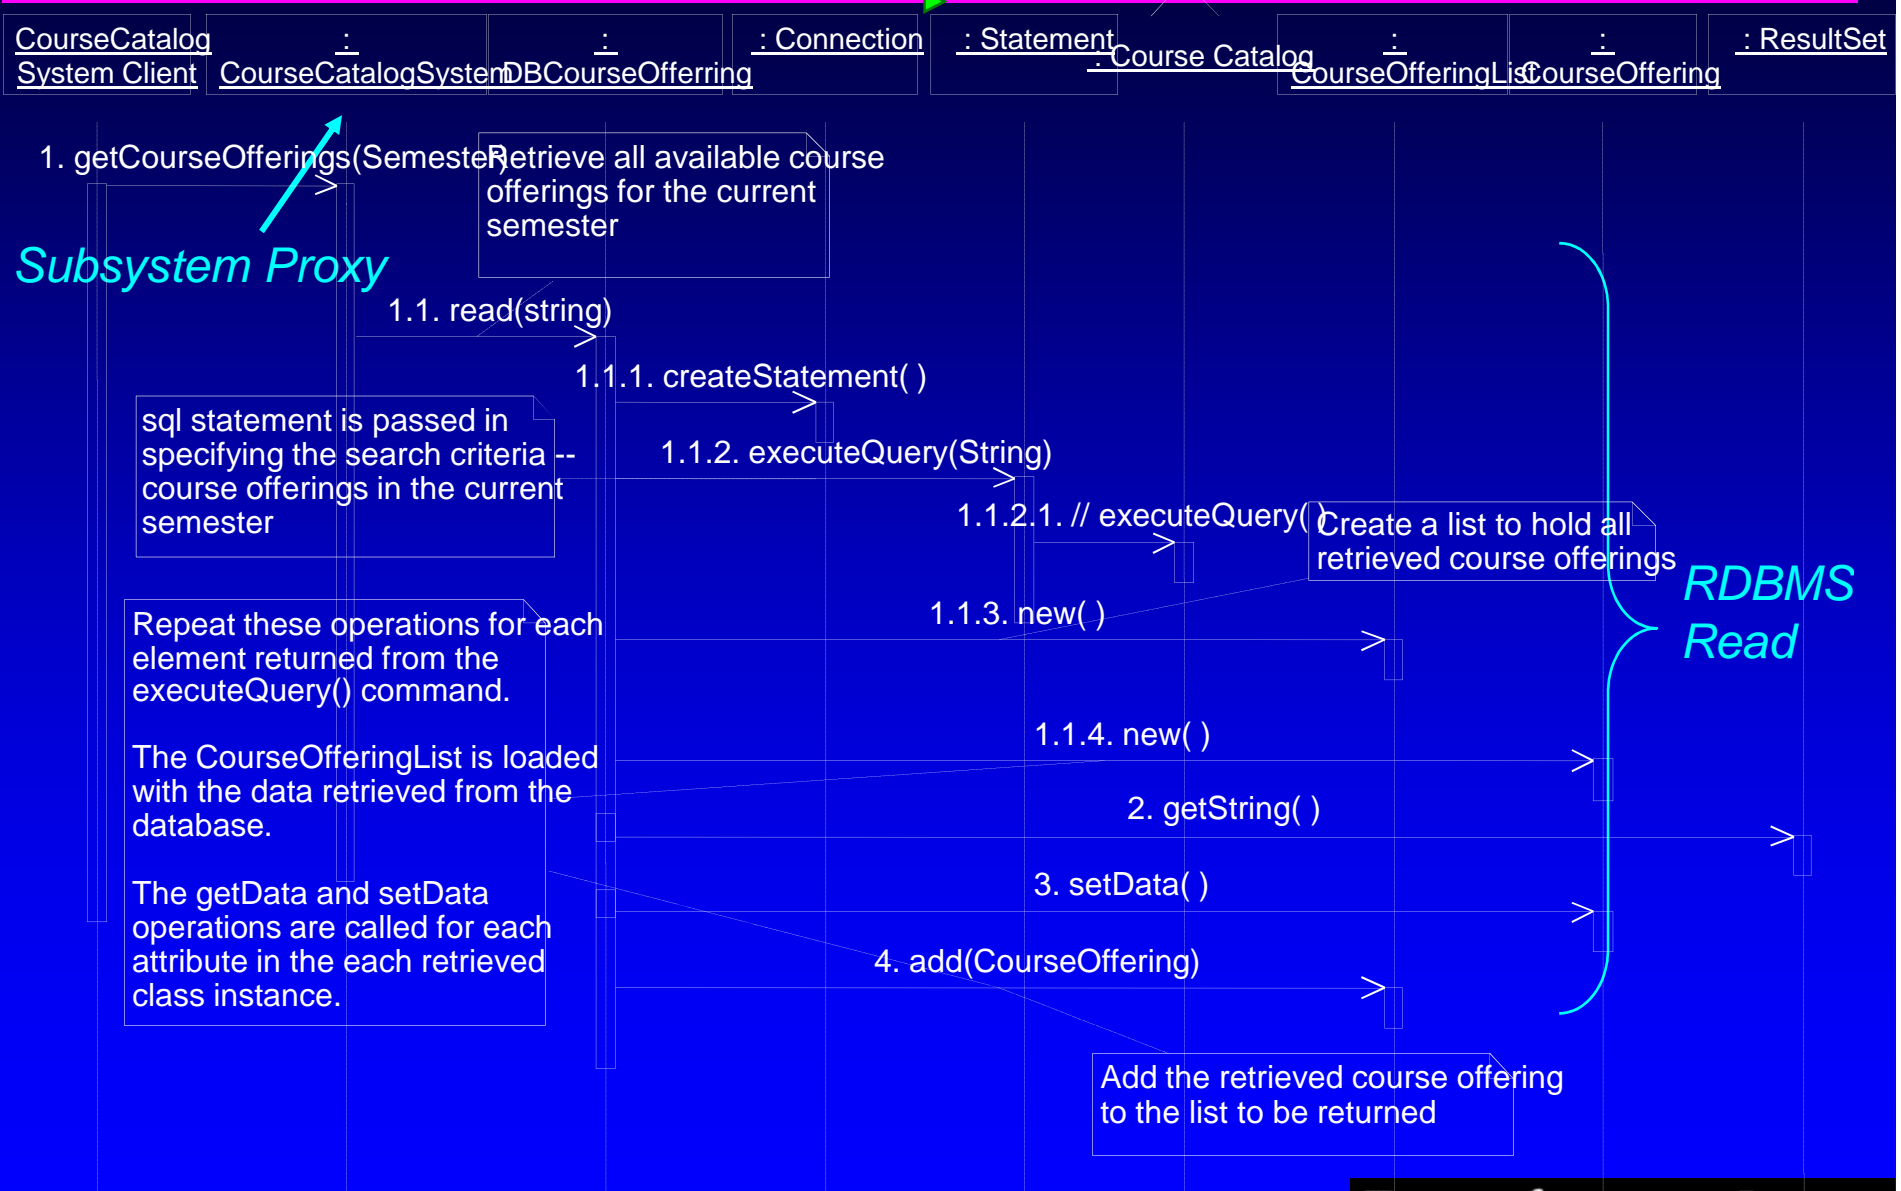 CourseCatalog
System Client
:
CourseCatalogSystem
:
DBCourseOfferring
: Connection
: Statement
: Course Catalog
:
CourseOfferingList
:
CourseOffering
: ResultSet
1. getCourseOfferings(Semester)
Retrieve all available course
offerings for the current
semester
Subsystem Proxy
1.1. read(string)
1.1.1. createStatement( )
sql statement is passed in
specifying the search criteria --
course offerings in the current
semester
1.1.2. executeQuery(String)
1.1.2.1. // executeQuery( )
Create a list to hold all
retrieved course offerings
RDBMS
Read
1.1.3. new( )
Repeat these operations for each
element returned from the
executeQuery() command.
The CourseOfferingList is loaded
with the data retrieved from the
database.
The getData and setData
operations are called for each
attribute in the each retrieved
class instance.
1.1.4. new( )
2. getString( )
3. setData( )
4. add(CourseOffering)
Add the retrieved course offering
to the list to be returned